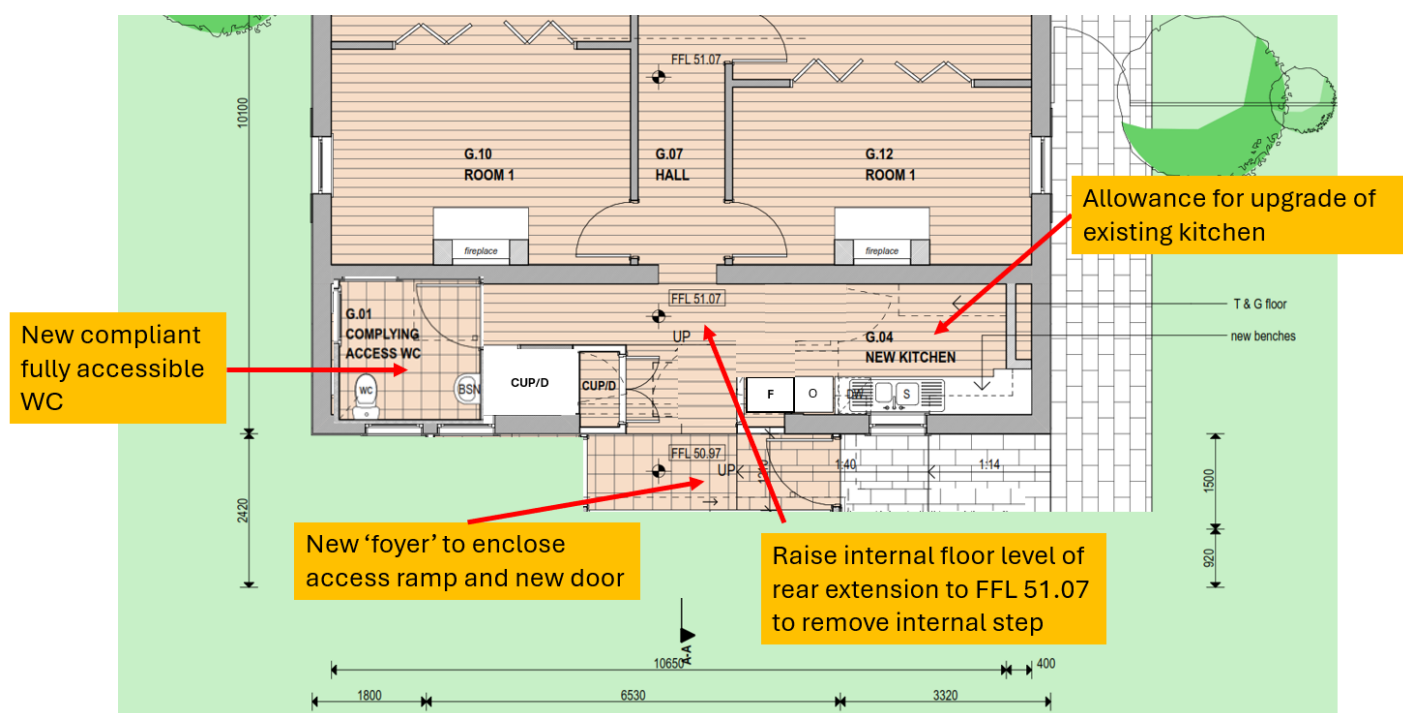 FFL 51.07
10100
G.10
ROOM 1
G.07
HALL
G.12
ROOM 1
Allowance for upgrade of
existing kitchen
fireplace
fireplace
FFL 51.07
T & G floor
G.01
COMPLYING
ACCESS WC
New compliant
fully accessible
WC
UP
G.04
NEW KITCHEN
new benches
CUP/D
CUP/D
WC
BSN
F
O
DW
S
FFL 50.97
UP
1:40
1:14
1500
2420
New ‘foyer’ to enclose
access ramp and new door
Raise internal floor level of
rear extension to FFL 51.07
to remove internal step
920
A-A
10650
400
1800
6530
3320